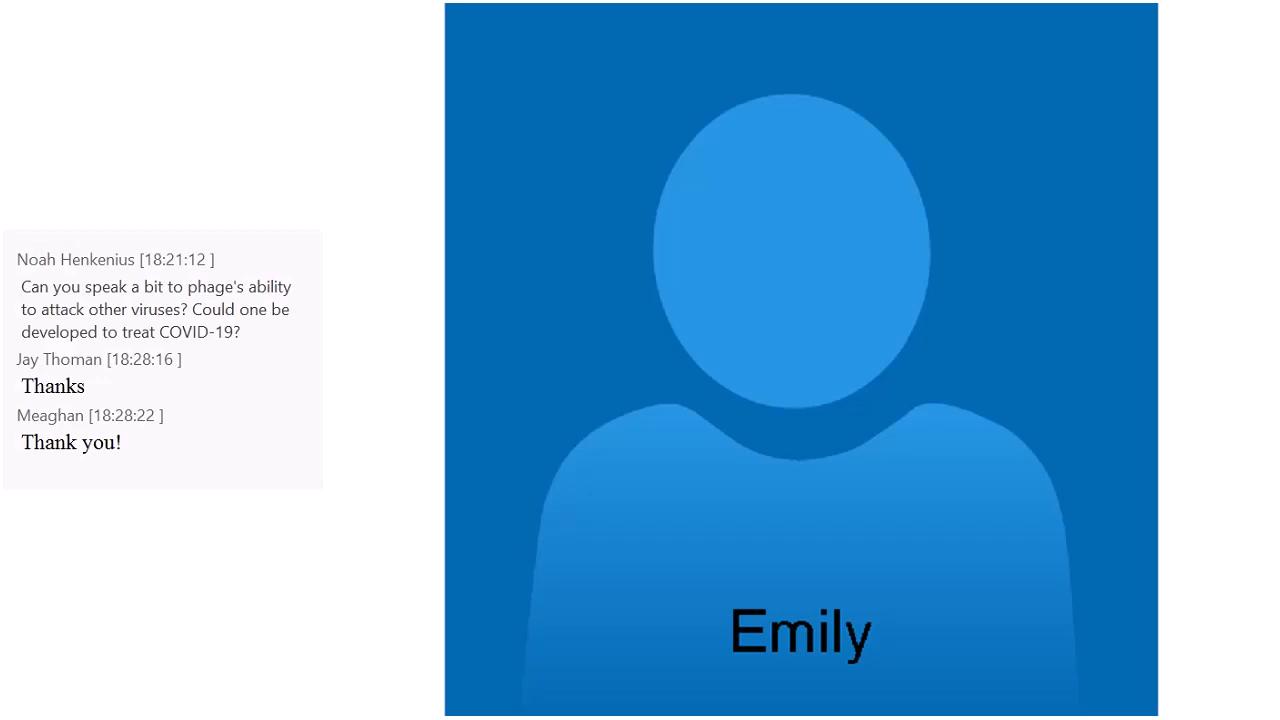 Noah Henkenius [18:21:12 ]
Can you speak a bit to phage's ability
to attack other viruses? Could one be
developed to treat COVID-19?
Jay Thoman [18:28:16 ]
Thanks
Meaghan [18:28:22 ]
Thank you!
Emily